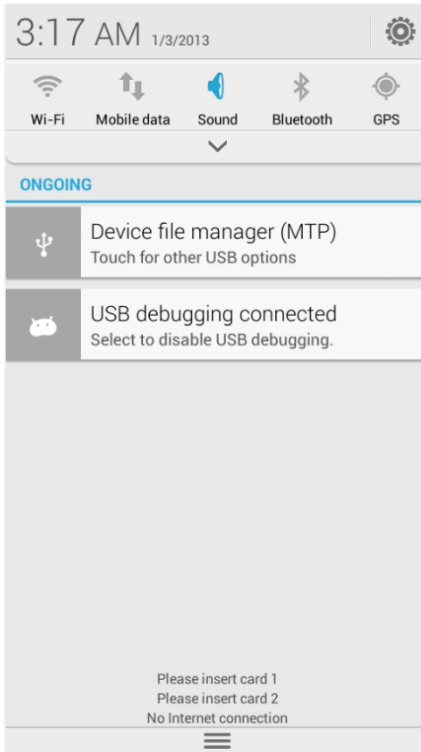 3:17 AM 1/3/2013
Wi-Fi Mobile data Sound Bluetooth GPS
ONGOING
Device file manager (MTP)
Touch for other USB options
USB debugging connected
Select to disable USB debugging.
Please insert card 1
Please insert card 2
No Internet connection